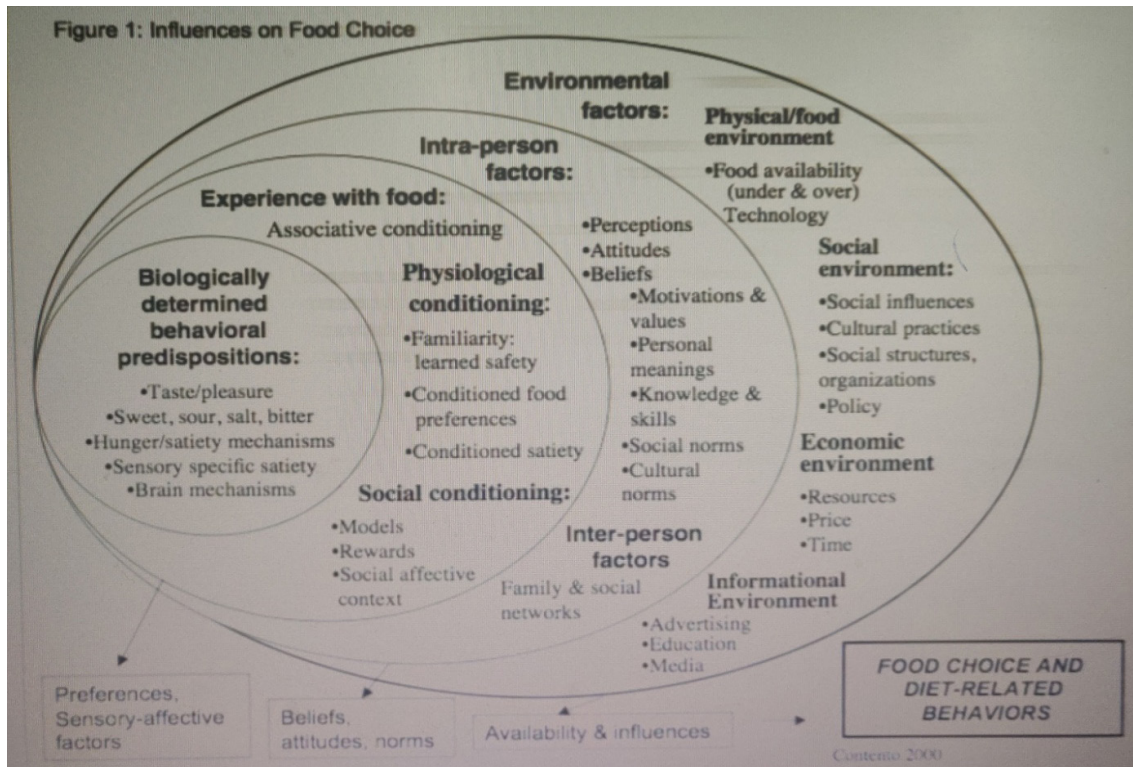 Figure 1: Influences on Food Choice
Environmental
factors:
Physical/food
environment
•Food availability
(under & over)
Technology
Intra-person
factors:
Experience with food:
Associative conditioning
•Perceptions
•Attitudes
•Beliefs
•Motivations &
values
•Personal
meanings
•Knowledge &
skills
•Social norms
•Cultural
norms
Social
environment:
•Social influences
•Cultural practices
•Social structures,
organizations
•Policy
Biologically
determined
behavioral
predispositions:
•Taste/pleasure
•Sweet, sour, salt, bitter
•Hunger/satiety mechanisms
•Sensory specific satiety
•Brain mechanisms
Physiological
conditioning:
•Familiarity:
learned safety
•Conditioned food
preferences
•Conditioned satiety
Social conditioning:
•Models
•Rewards
•Social affective
context
Economic
environment
•Resources
•Price
•Time
Inter-person
factors
Family & social
networks
Informational
Environment
•Advertising
•Education
•Media
Preferences,
Sensory-affective
factors
Beliefs,
attitudes, norms
Availability & influences
FOOD CHOICE AND
DIET-RELATED
BEHAVIORS
Contento 2000